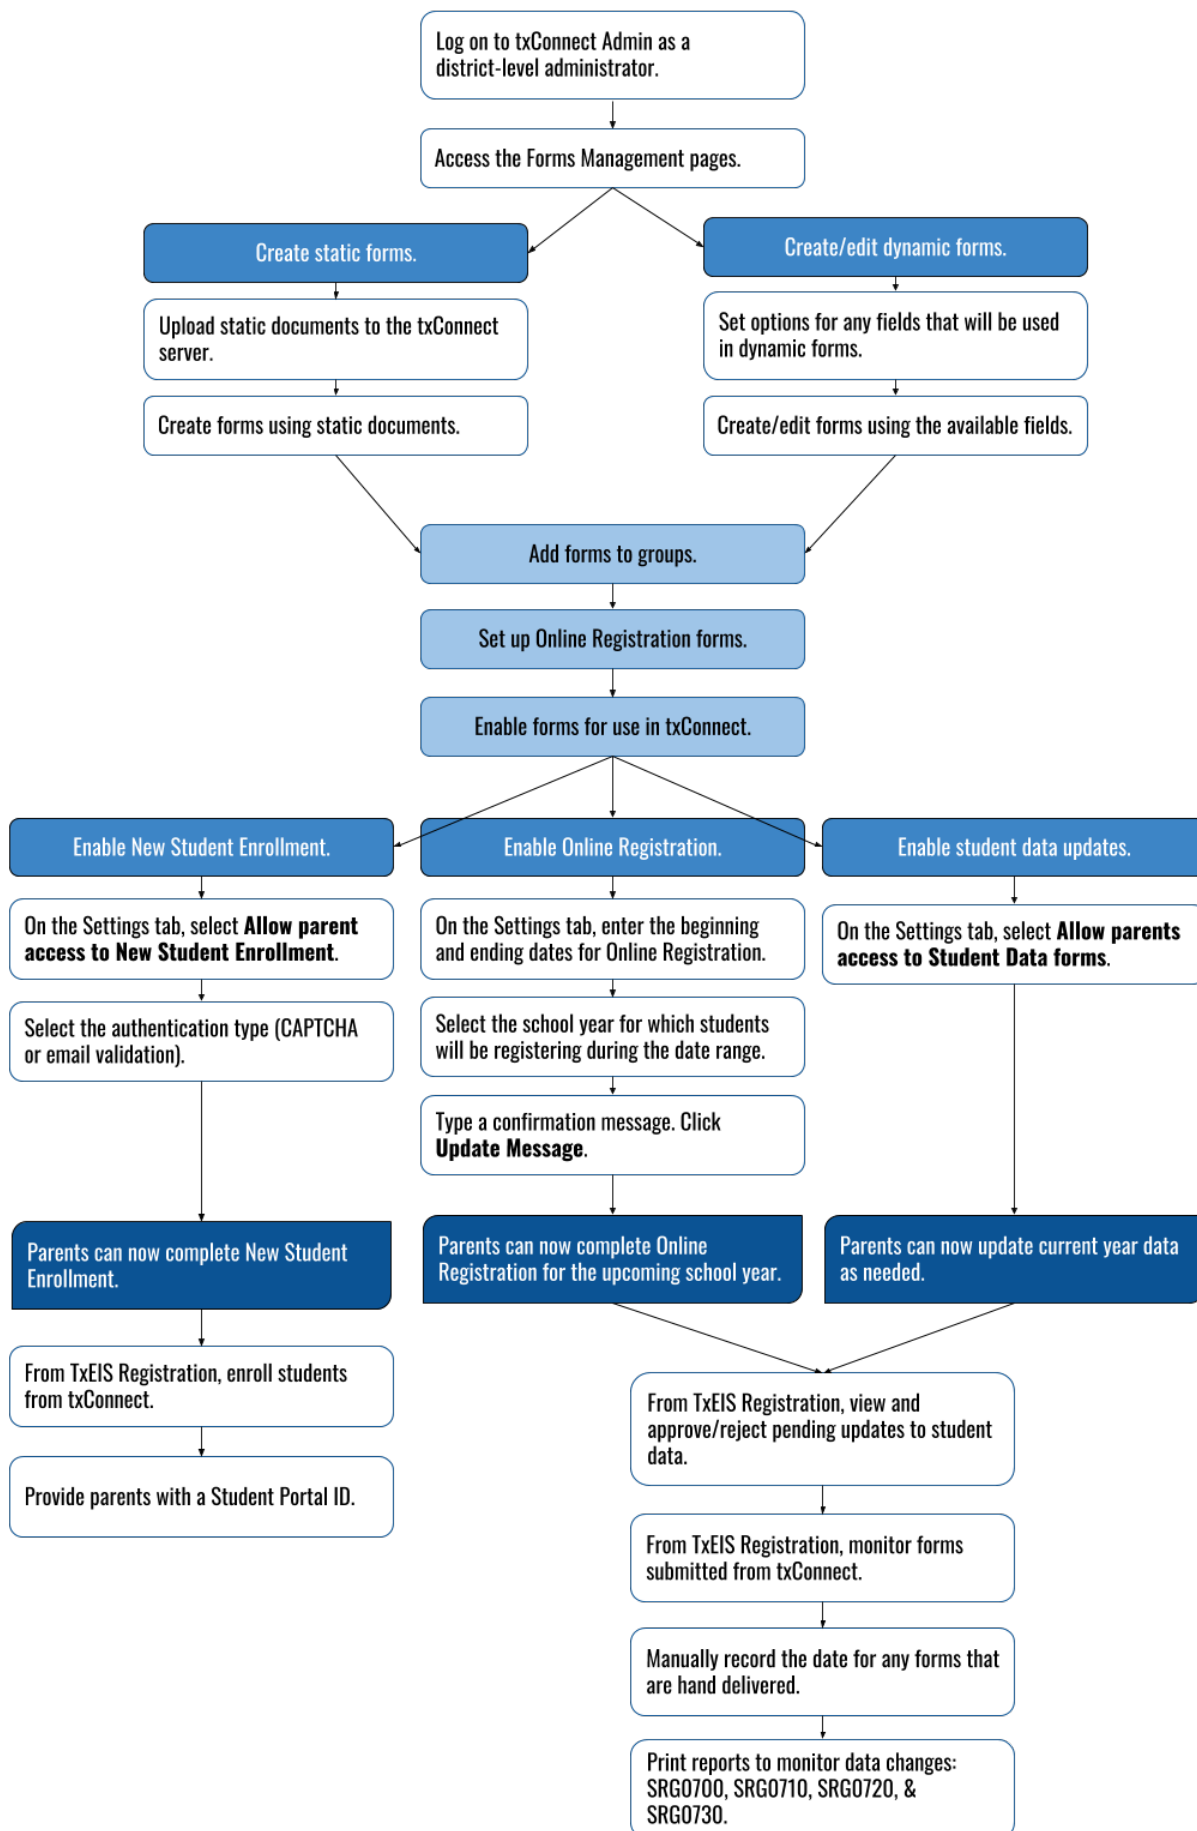 Log on to txConnect Admin as a
district-level administrator.
Access the Forms Management pages.
Create static forms.
Create/edit dynamic forms.
Upload static documents to the txConnect
server.
Set options for any fields that will be used
in dynamic forms.
Create forms using static documents.
Create/edit forms using the available fields.
Add forms to groups.
Set up Online Registration forms.
Enable forms for use in txConnect.
Enable New Student Enrollment.
Enable Online Registration.
Enable student data updates.
On the Settings tab, select Allow parent
access to New Student Enrollment.
On the Settings tab, enter the beginning
and ending dates for Online Registration.
On the Settings tab, select Allow parents
access to Student Data forms.
Select the authentication type (CAPTCHA
or email validation).
Select the school year for which students
will be registering during the date range.
Type a confirmation message. Click
Update Message.
Parents can now complete New Student
Enrollment.
Parents can now complete Online
Registration for the upcoming school year.
Parents can now update current year data
as needed.
From TxEIS Registration, enroll students
from txConnect.
Provide parents with a Student Portal ID.
From TxEIS Registration, view and
approve/reject pending updates to student
data.
From TxEIS Registration, monitor forms
submitted from txConnect.
Manually record the date for any forms that
are hand delivered.
Print reports to monitor data changes:
SRG0700, SRG0710, SRG0720, &
SRG0730.